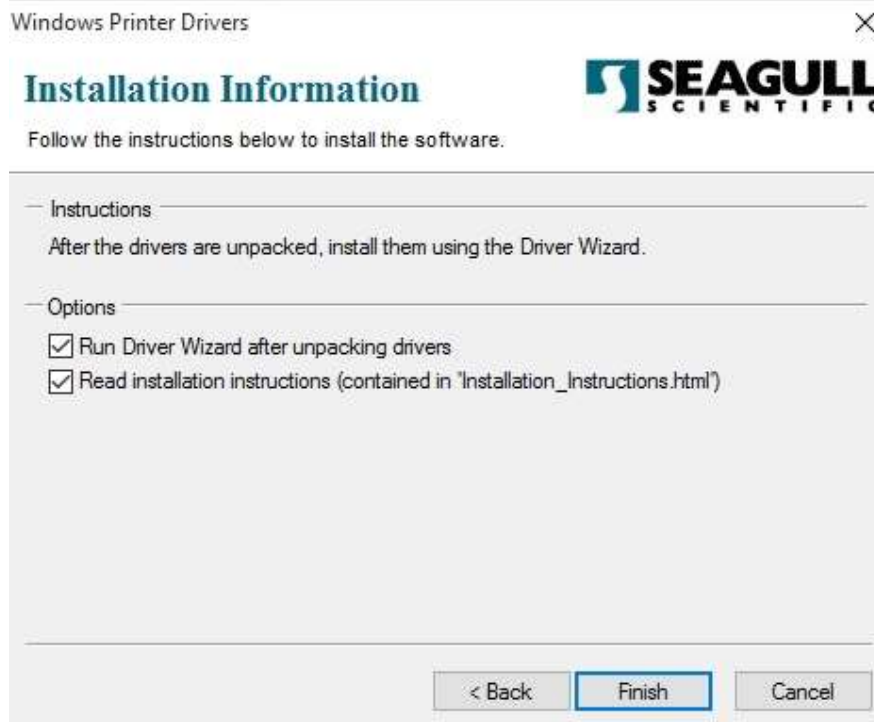 Windows Printer Drivers
Installation Information
SEAGULL
SCIENTIFIC
Follow the instructions below to install the software.
Instructions
After the drivers are unpacked, install them using the Driver Wizard.
Options
Run Driver Wizard after unpacking drivers
Read installation instructions (contained in 'Installation_Instructions.html')
< Back
Finish
Cancel